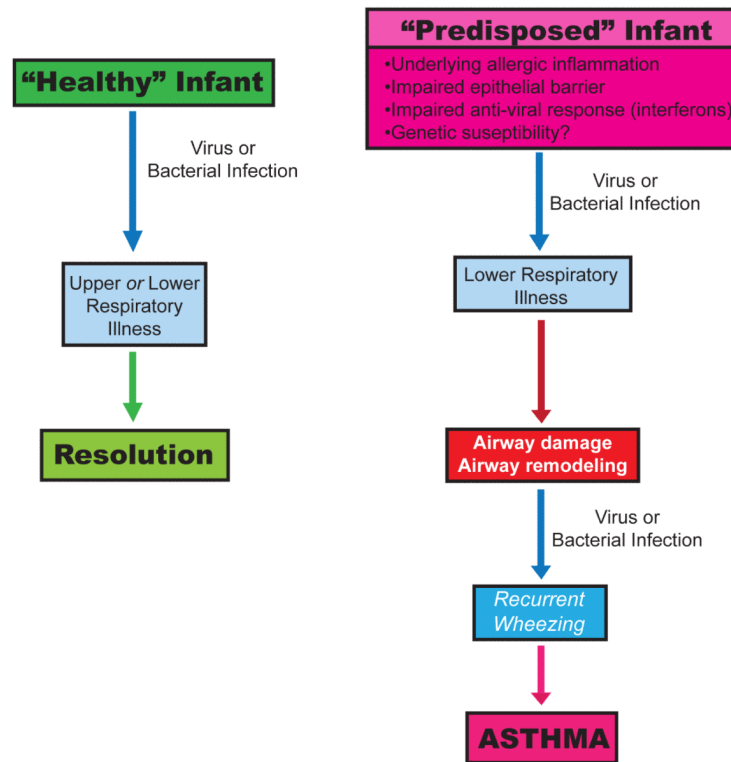 “Healthy” Infant
Virus or
Bacterial Infection
Upper or Lower
Respiratory
Illness
Resolution
“Predisposed” Infant
•Underlying allergic inflammation
•Impaired epithelial barrier
•Impaired anti-viral response (interferons)
•Genetic suseptibility?
Virus or
Bacterial Infection
Lower Respiratory
Illness
Airway damage
Airway remodeling
Virus or
Bacterial Infection
Recurrent
Wheezing
ASTHMA